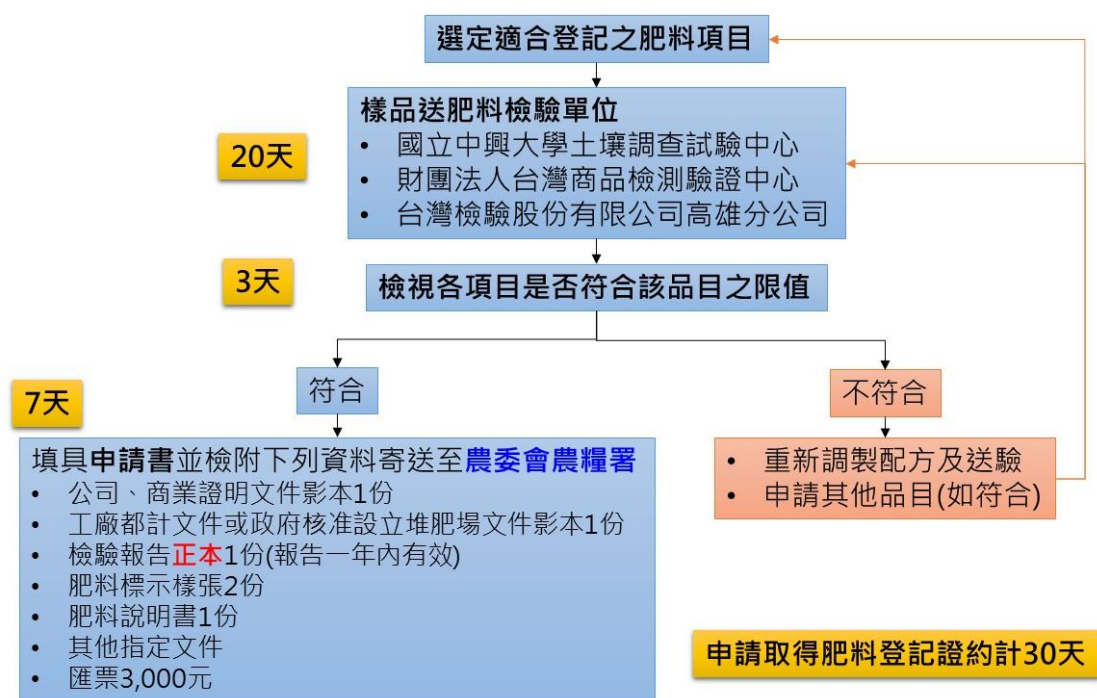 選定適合登記之肥料項目
20天
樣品送肥料檢驗單位
• 國立中興大學土壤調查試驗中心
• 財團法人台灣商品檢測驗證中心
• 台灣檢驗股份有限公司高雄分公司
3天
檢視各項目是否符合該品目之限值
符合
不符合
7天
填具申請書並檢附下列資料寄送至農委會農糧署
• 公司、商業證明文件影本1份
• 工廠都計文件或政府核准設立堆肥場文件影本1份
• 檢驗報告正本1份(報告一年內有效)
• 肥料標示樣張2份
• 肥料說明書1份
• 其他指定文件
• 匯票3,000元
• 重新調製配方及送驗
• 申請其他品目(如符合)
申請取得肥料登記證約計30天